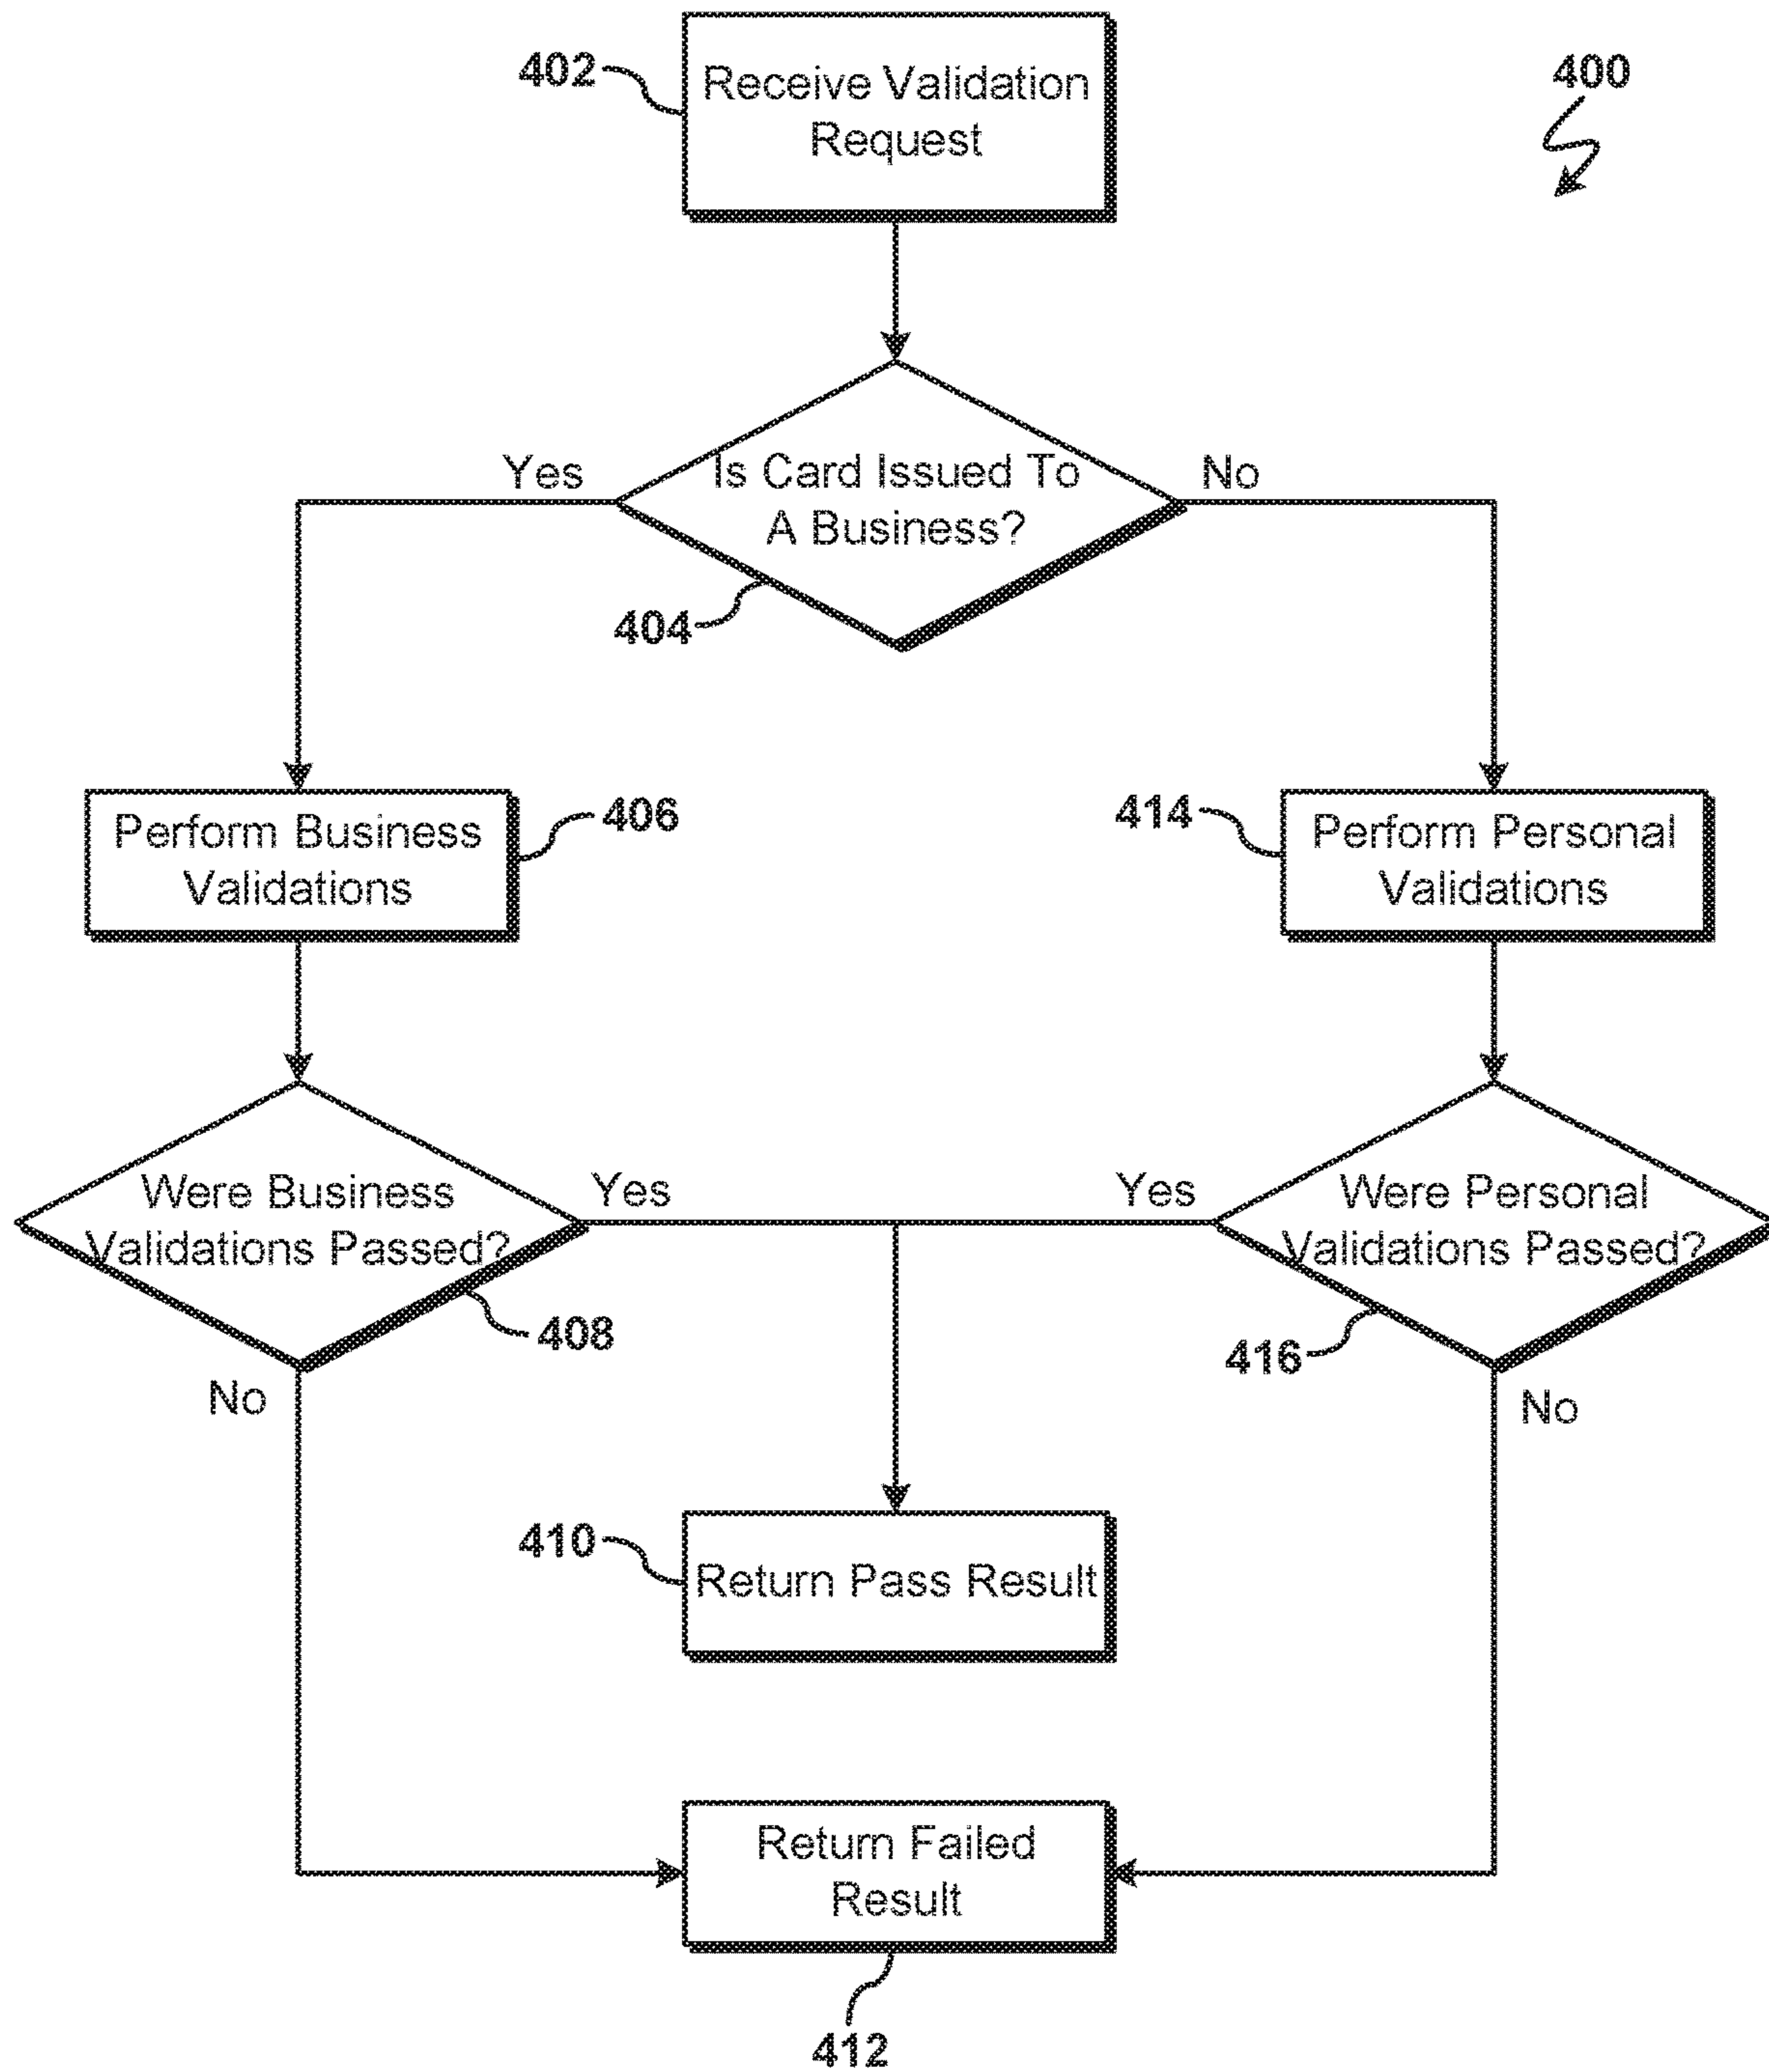 402
Receive Validation
Request
400
Yes
Is Card Issued To
A Business?
No
404
Perform Business
Validations
406
414
Perform Personal
Validations
Were Business
Validations Passed?
Yes
Yes
Were Personal
Validations Passed?
408
416
No
No
410
Return Pass Result
Return Failed
Result
412